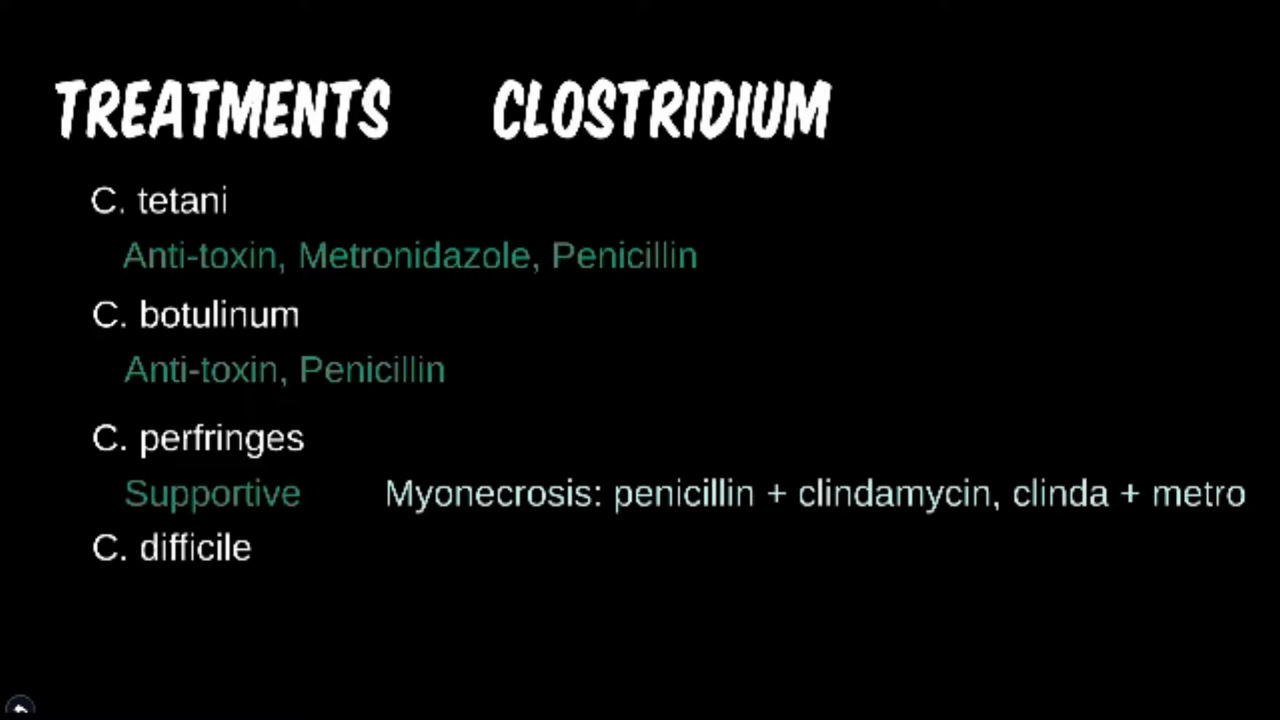 TREATMENTS CLOSTRIDIUM
C. tetani
Anti-toxin, Metronidazole, Penicillin
C. botulinum
Anti-toxin, Penicillin
C. perfringes
Supportive Myonecrosis: penicillin + clindamycin, clinda + metro
C. difficile